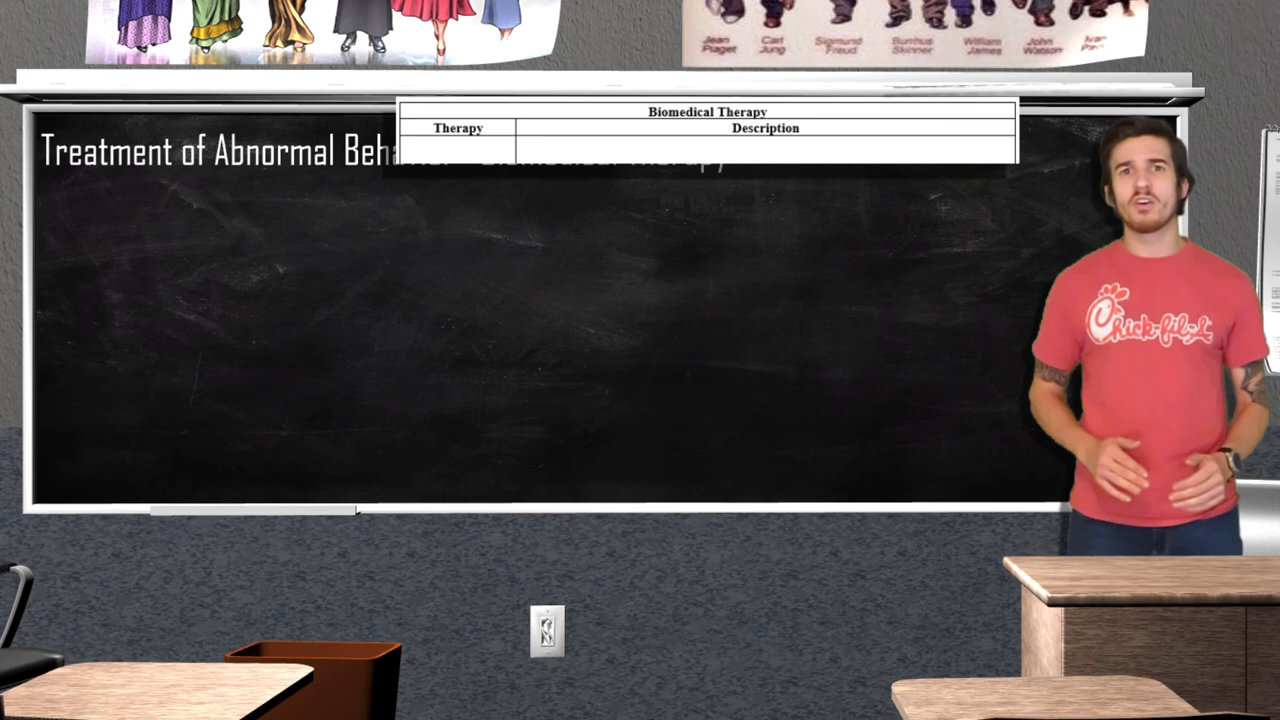 Jean Carl Sigmund Burrhus William John Ivan
Piaget Jung Freud Skinner James Watson
Biomedical Therapy
Therapy Description
Treatment of Abnormal
Chick-fil-A